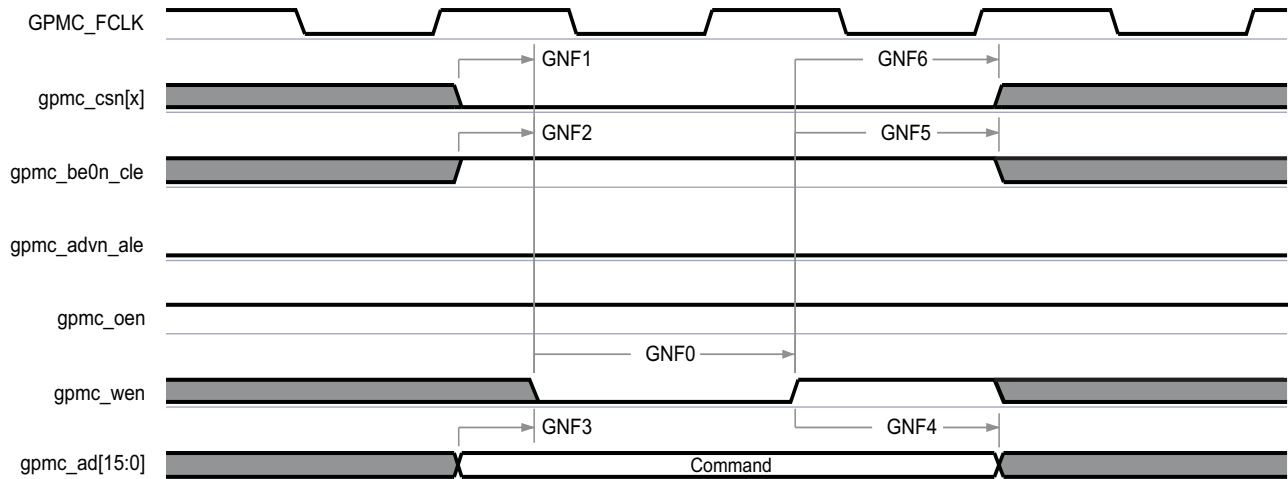 GPMC_FCLK
GNF1
GNF6
gpmc_csn[x]
GNF2
GNF5
gpmc_be0n_cle
gpmc_advn_ale
gpmc_oen
GNF0
gpmc_wen
GNF3
GNF4
gpmc_ad[15:0]
Command